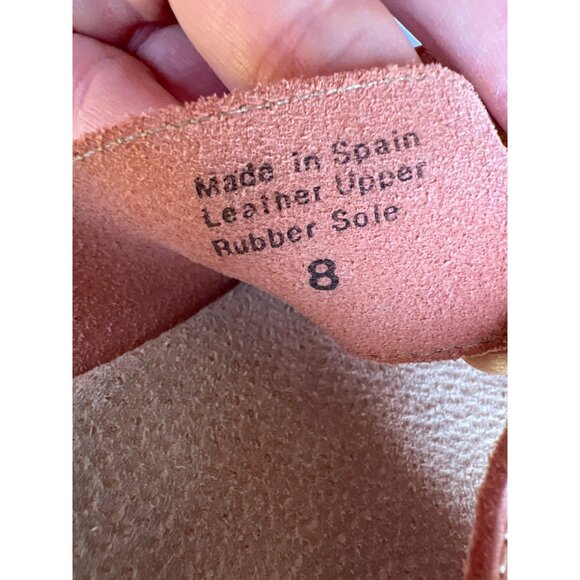 Made in Spain
Leather Upper
Rubber Sole
8